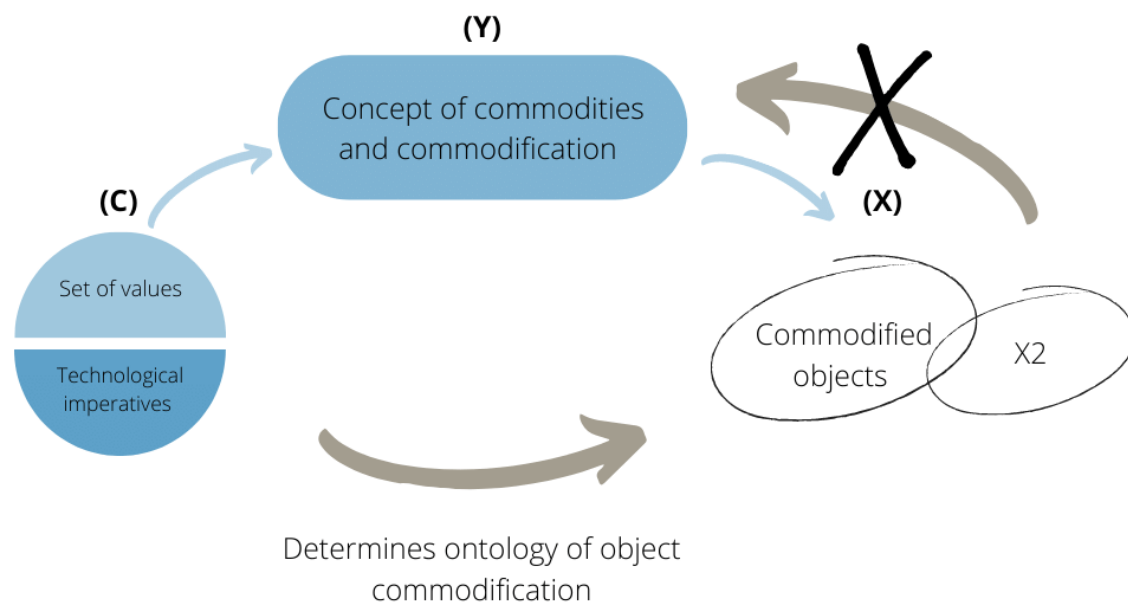 (Y)
Concept of commodities
and commodification
(C)
(X)
Set of values
Technological
imperatives
Commodified
objects
X2
Determines ontology of object
commodification